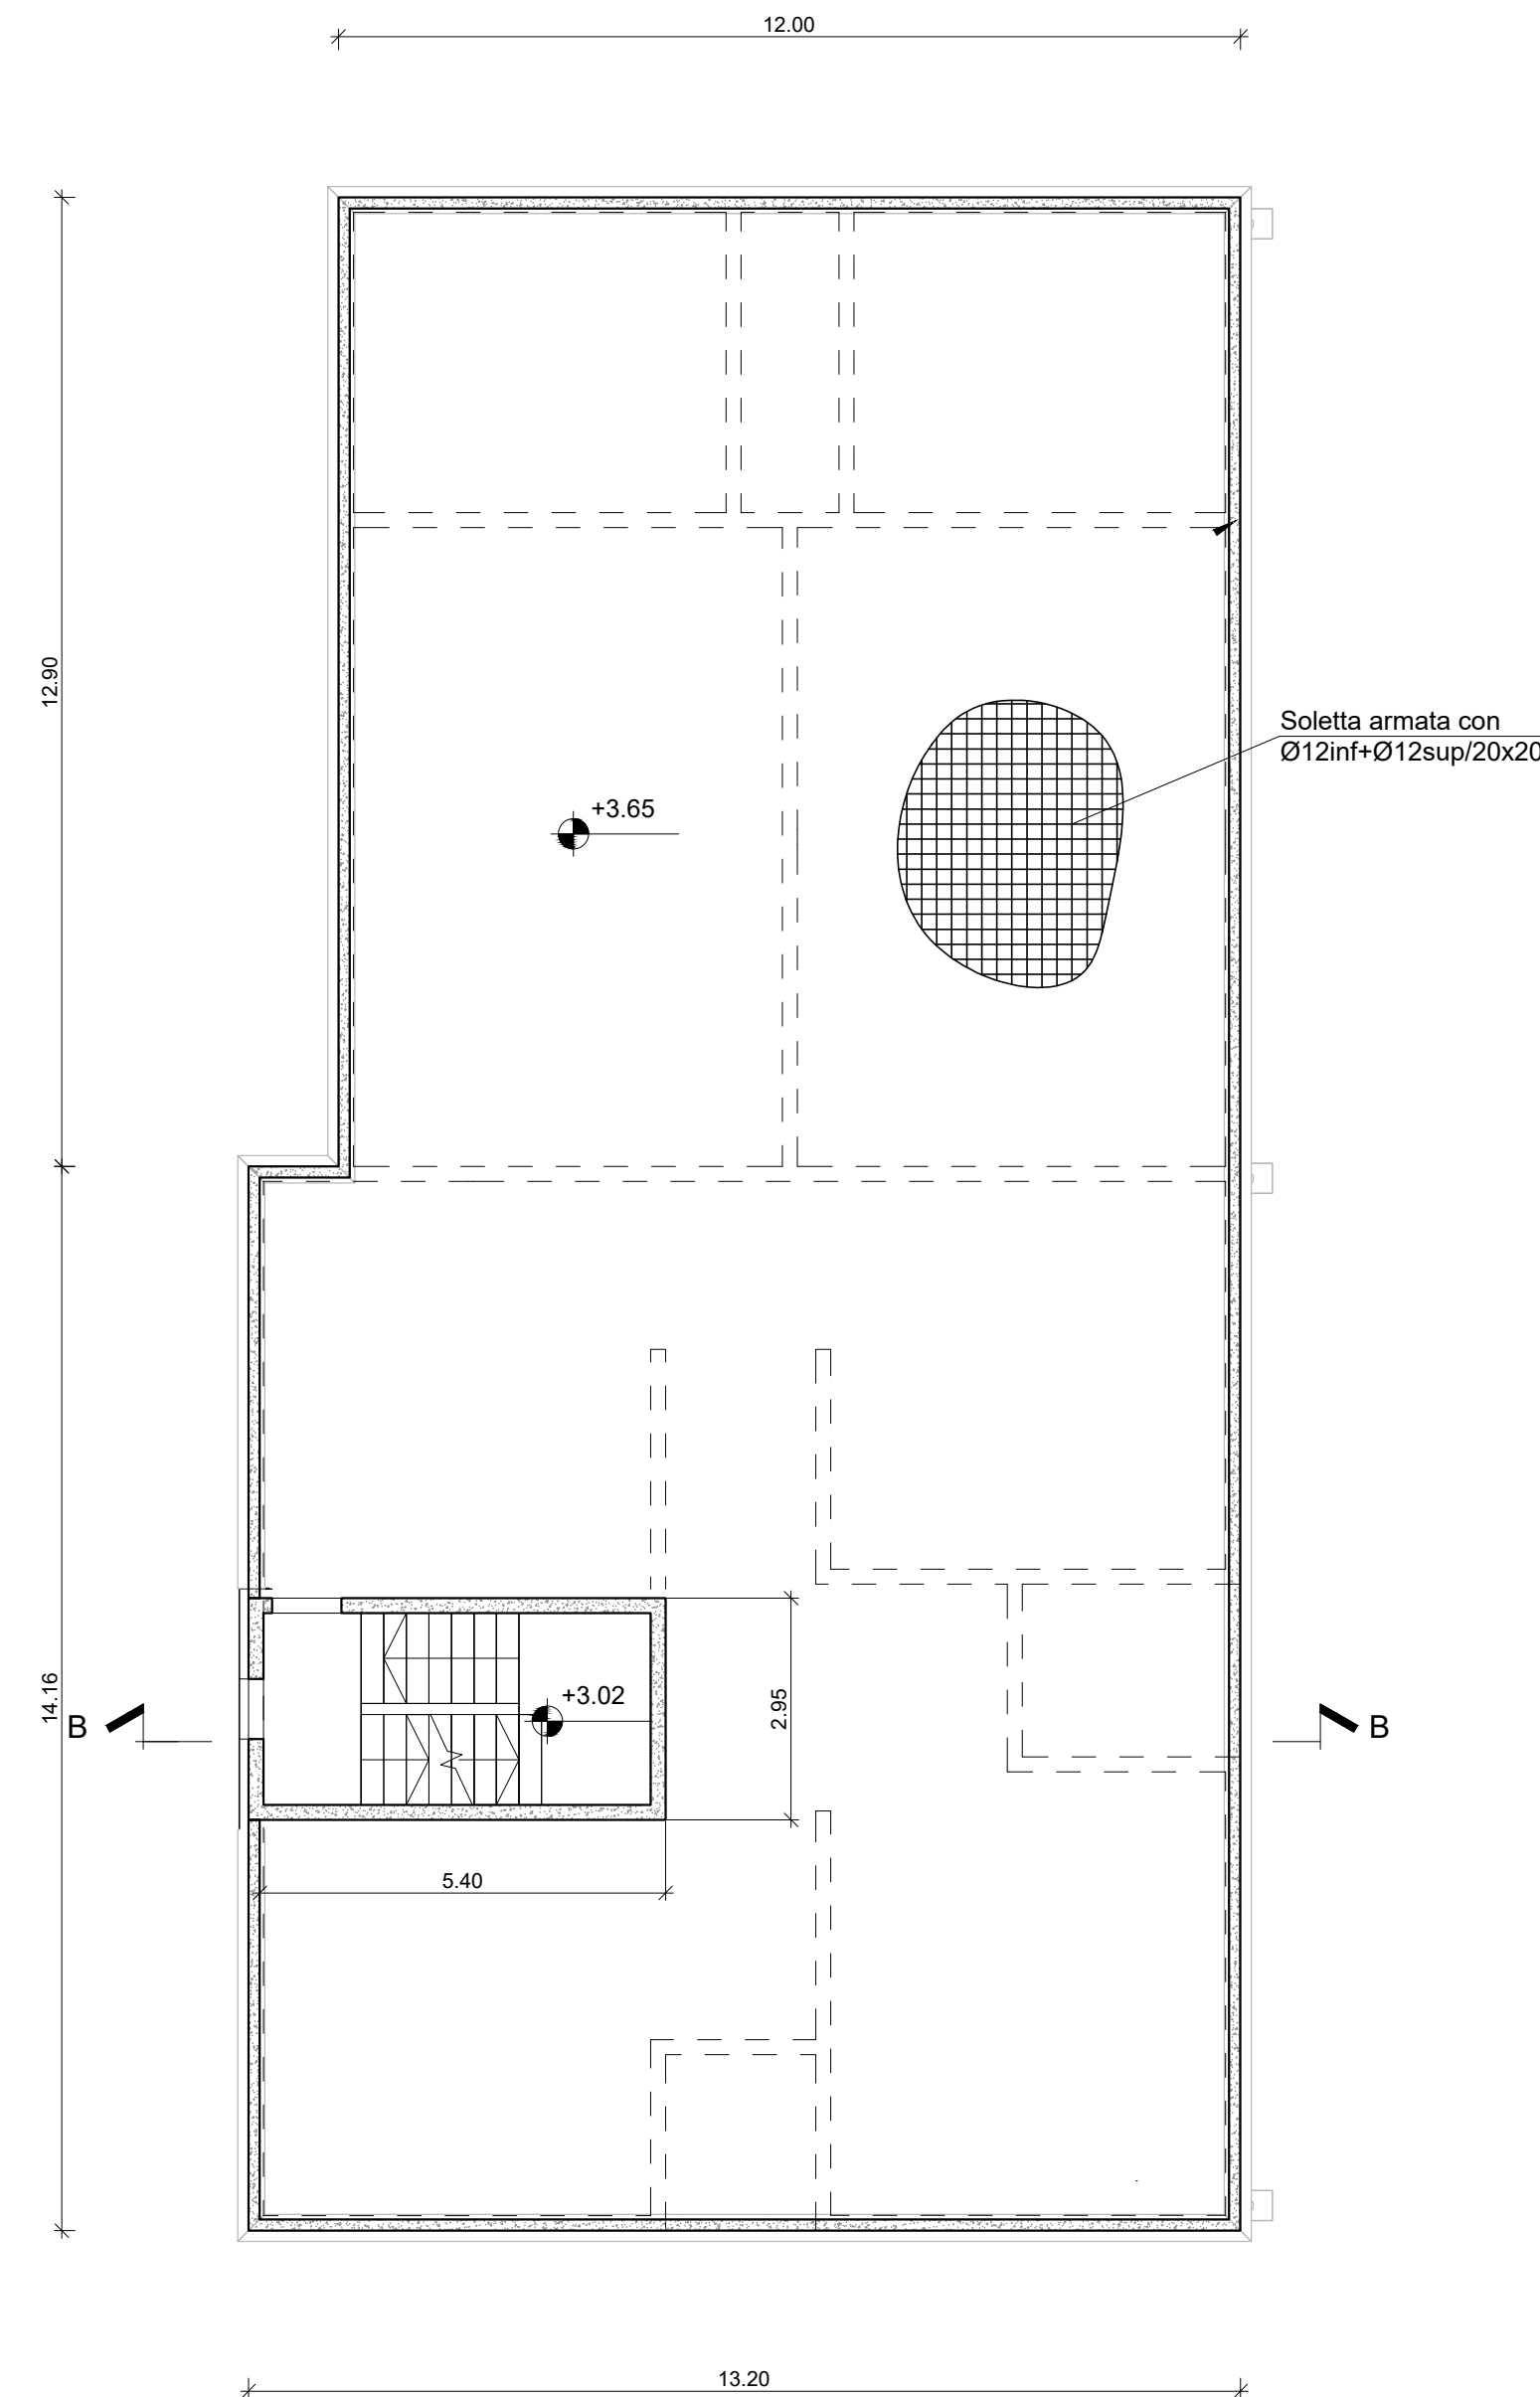 12.00
12.90
Soletta armata con
Ø12inf+Ø12sup/20x20
+3.65
14.16
+3.02
2.95
B
B
5.40
13.20